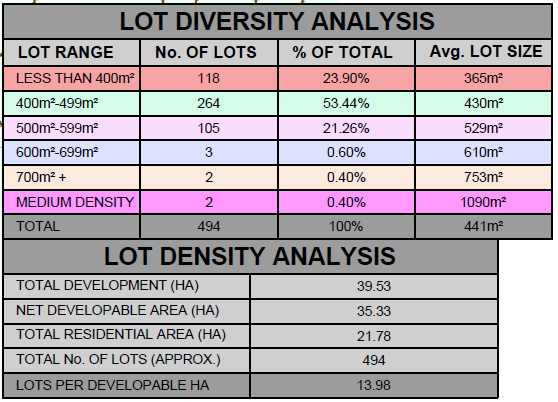 LOT DIVERSITY ANALYSIS
LOT RANGE No. OF LOTS % OF TOTAL Avg. LOT SIZE
LESS THAN 400m² 118 23.90% 365m²
400m²-499m² 264 53.44% 430m²
500m²-599m² 105 21.26% 529m²
600m²-699m² 3 0.60% 610m²
700m² + 2 0.40% 753m²
MEDIUM DENSITY 2 0.40% 1090m²
TOTAL 494 100% 441m²
LOT DENSITY ANALYSIS
TOTAL DEVELOPMENT (HA) 39.53
NET DEVELOPABLE AREA (HA) 35.33
TOTAL RESIDENTIAL AREA (HA) 21.78
TOTAL No. OF LOTS (APPROX.) 494
LOTS PER DEVELOPABLE HA 13.98